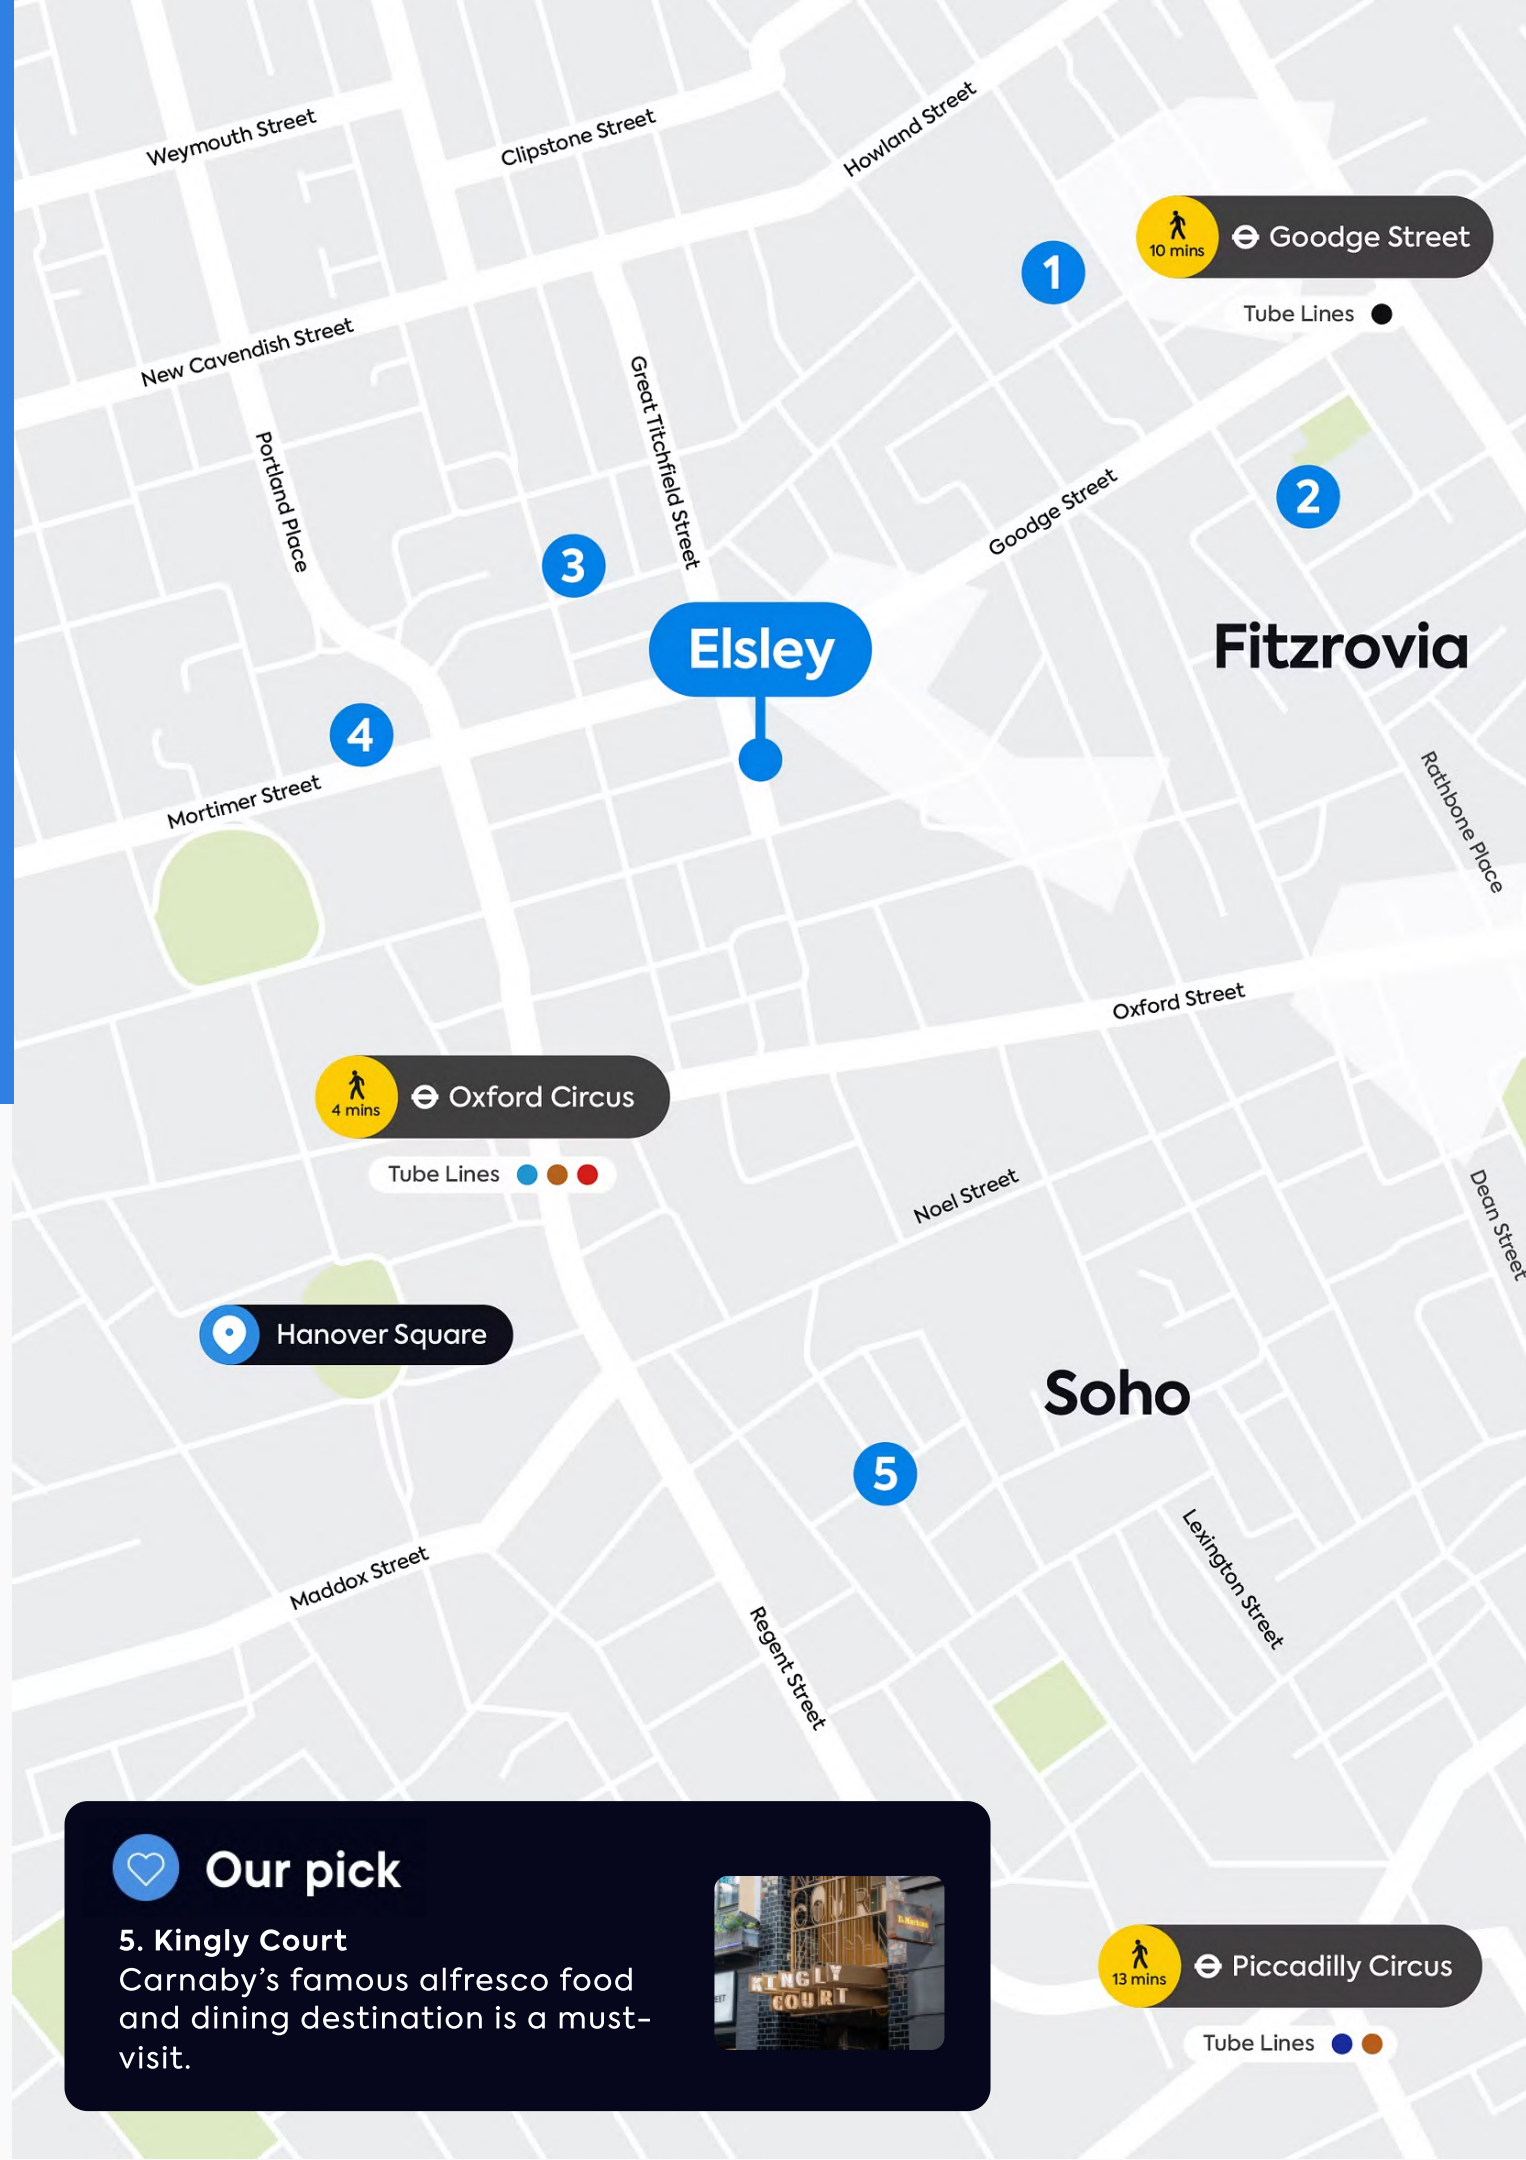 Weymouth Street
Clipstone Street
Howland Street
10 mins
Goodge Street
1
Tube Lines
New Cavendish Street
Great Titchfield Street
Portland Place
Goodge Street
2
3
Elsley
Fitzrovia
4
Mortimer Street
Rathbone Place
Oxford Street
4 mins
Oxford Circus
Tube Lines
Noel Street
Dean Street
Hanover Square
Soho
5
Lexington Street
Maddox Street
Regent Street
Our pick
5. Kingly Court
Carnaby’s famous alfresco food
and dining destination is a must-
visit.
COURT
KINGLY
COURT
13 mins
Piccadilly Circus
Tube Lines